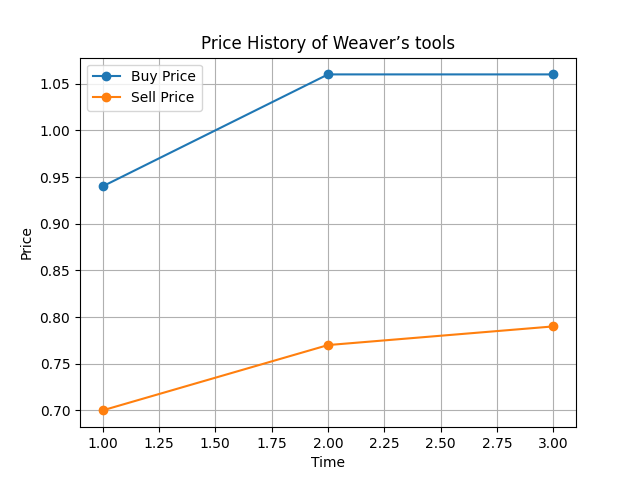 Price History of Weaver’s tools
Buy Price
Sell Price
Price
1.05
1.00
0.95
0.90
0.85
0.80
0.75
0.70
1.00 1.25 1.50 1.75 2.00 2.25 2.50 2.75 3.00
Time